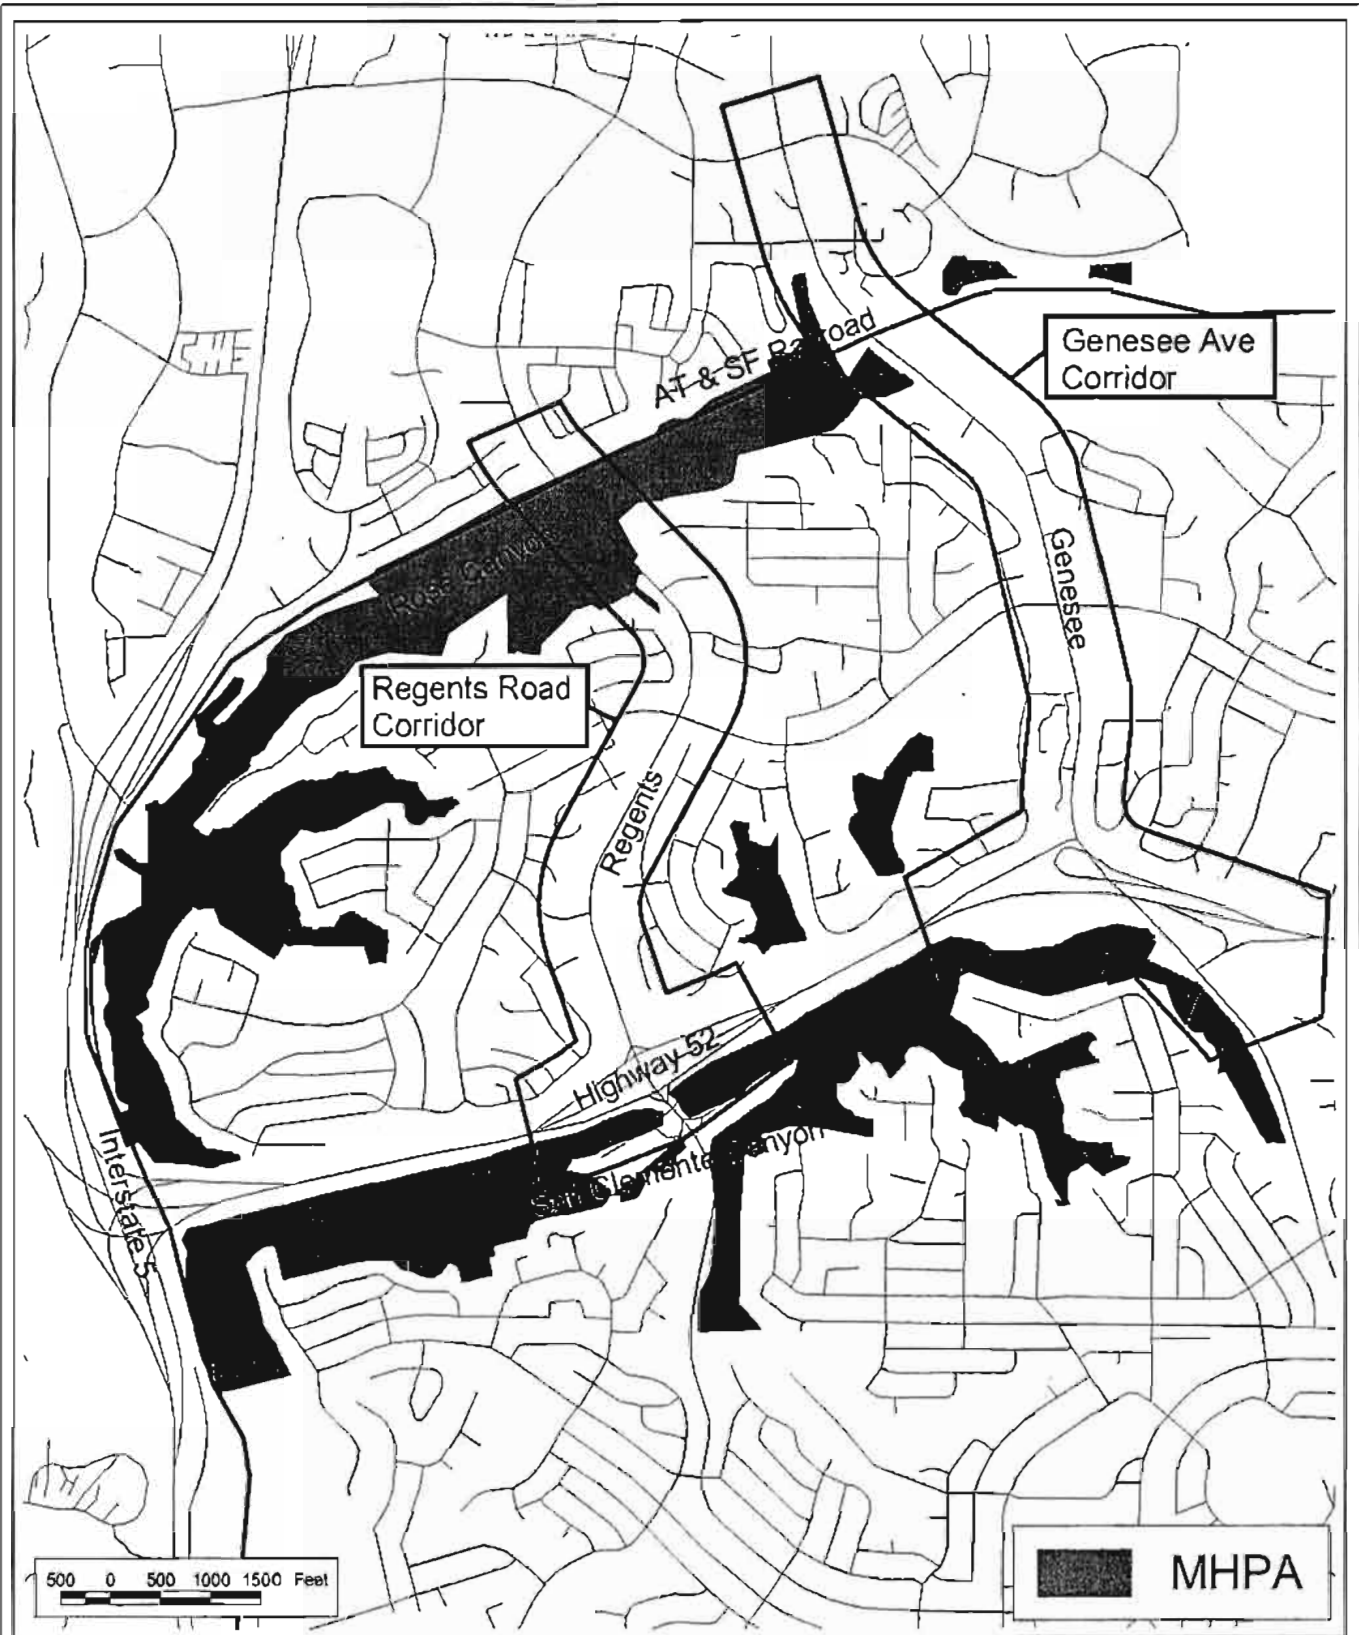 Genesee Ave
Corridor
AT & SF Railroad
Genesee
Rose Canyon
Regents Road
Corridor
Regents
Highway 52
San Clemente Canyon
Interstate 5
500 0 500 1000 1500 Feet
MHPA